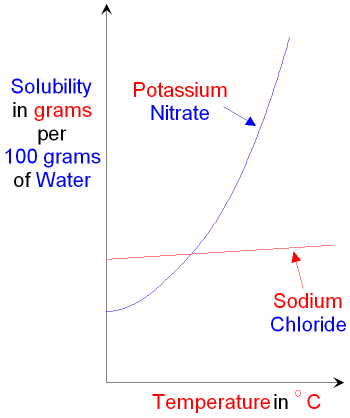 Solubility
in grams
per
100 grams
of Water
Potassium
Nitrate
Sodium
Chloride
Temperature in ° C